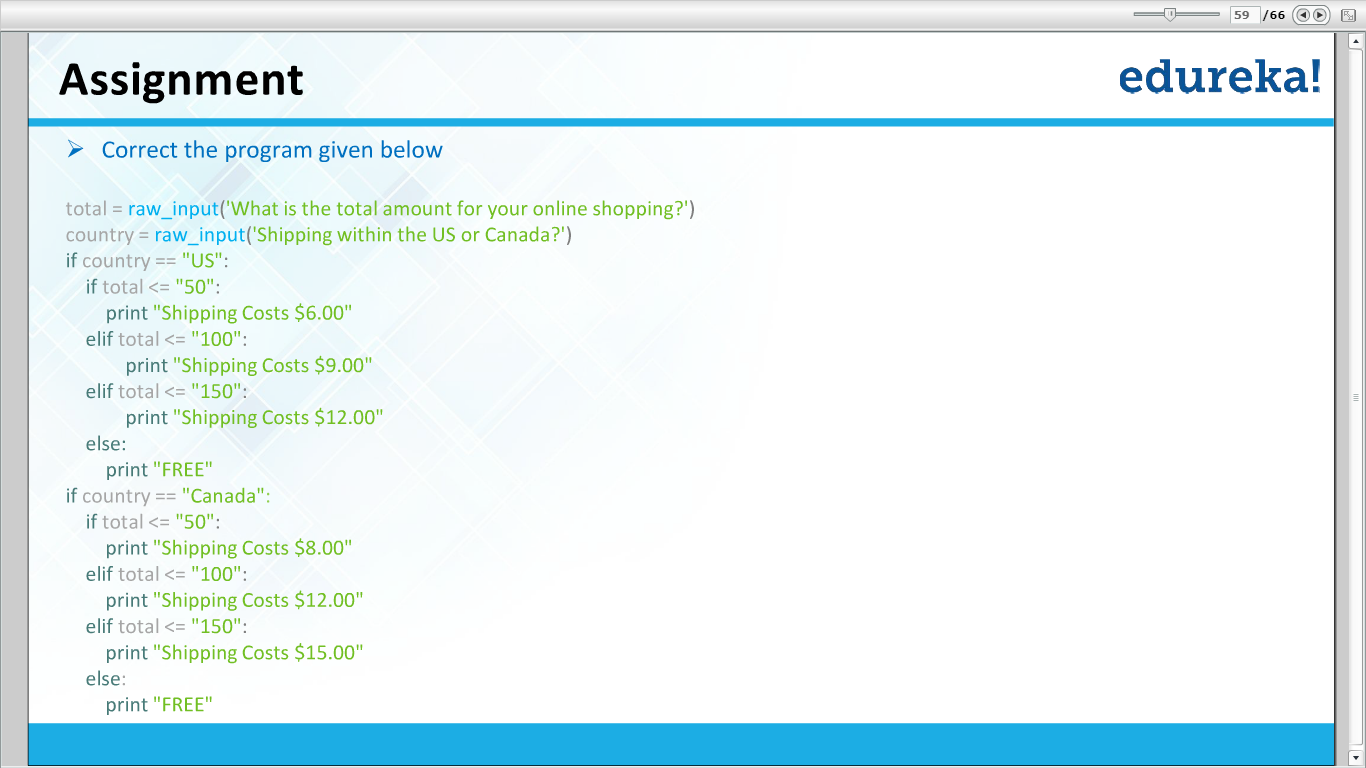 59 /66
Assignment
edureka!
Correct the program given below
total = raw_input('What is the total amount for your online shopping?')
country = raw_input('Shipping within the US or Canada?')
if country == "US":
if total <= "50":
print "Shipping Costs $6.00"
elif total <= "100":
print "Shipping Costs $9.00"
elif total <= "150":
print "Shipping Costs $12.00"
else:
print "FREE"
if country == "Canada":
if total <= "50":
print "Shipping Costs $8.00"
elif total <= "100":
print "Shipping Costs $12.00"
elif total <= "150":
print "Shipping Costs $15.00"
else:
print "FREE"